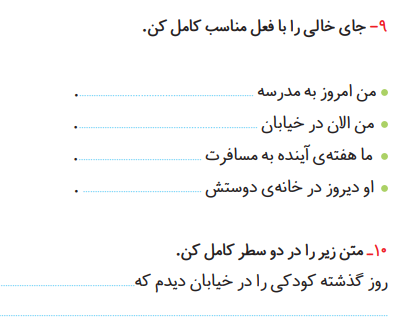 ۹- جای خالی را با فعل مناسب کامل کن.
من امروز به مدرسه .................... .
من الان در خیابان .................... .
ما هفته‌ی آینده به مسافرت .................... .
او دیروز در خانه‌ی دوستش .................... .
۱۰- متن زیر را در دو سطر کامل کن.
روز گذشته کودکی را در خیابان دیدم که ....................
....................